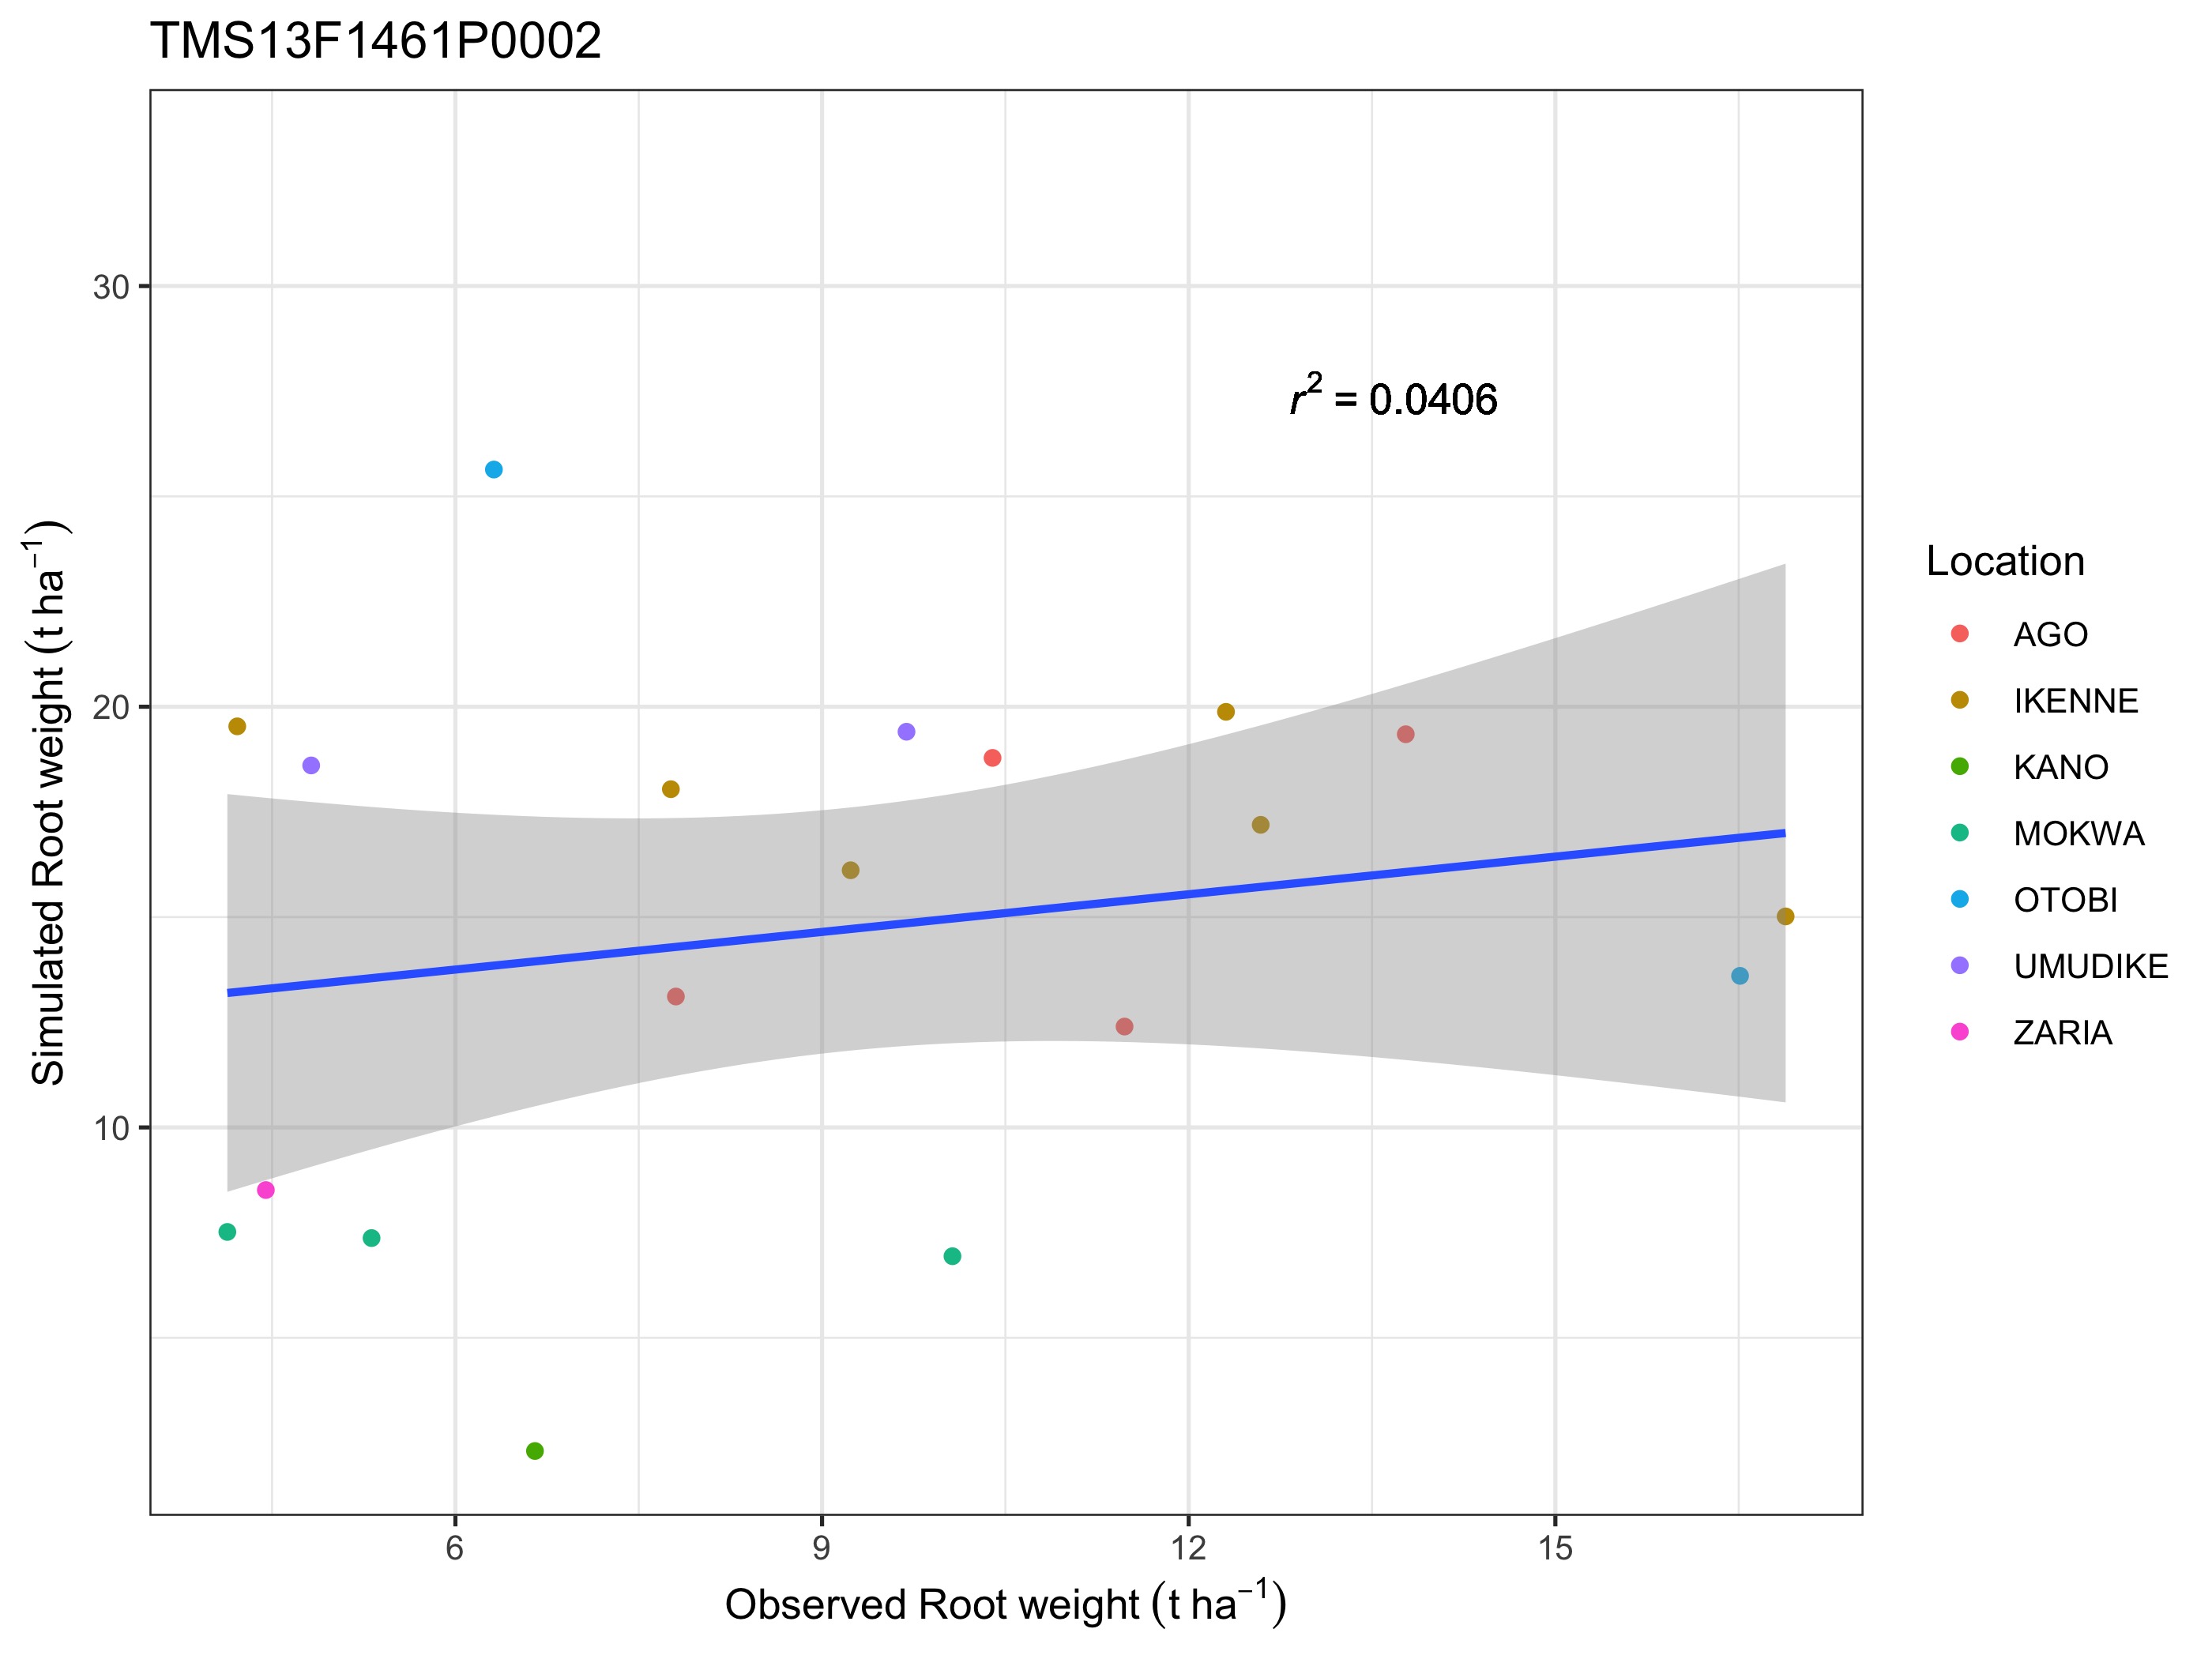 TMS13F1461P0002
30
20
10
Simulated Root weight (t ha⁻¹)
r² = 0.0406
6 9 12 15
Observed Root weight (t ha⁻¹)
Location
AGO
IKENNE
KANO
MOKWA
OTOBI
UMUDIKE
ZARIA